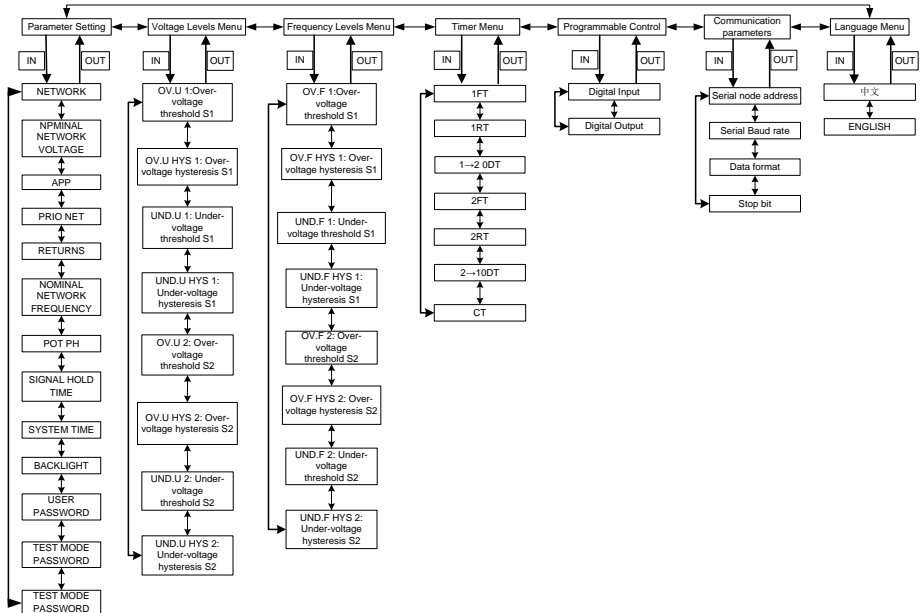 Parameter Setting
Voltage Levels Menu
Frequency Levels Menu
Timer Menu
Programmable Control
Communication
parameters
Language Menu
IN
OUT
IN
OUT
IN
OUT
IN
OUT
IN
OUT
IN
OUT
IN
OUT
NETWORK
NPMINAL
NETWORK
VOLTAGE
APP
PRIO NET
RETURNS
NOMINAL
NETWORK
FREQUENCY
POT PH
SIGNAL HOLD
TIME
SYSTEM TIME
BACKLIGHT
USER
PASSWORD
TEST MODE
PASSWORD
TEST MODE
PASSWORD
OV.U 1:Over-
voltage
threshold S1
OV.U HYS 1: Over-
voltage hysteresis S1
UND.U 1: Under-
voltage
threshold S1
UND.U HYS 1:
Under-voltage
hysteresis S1
OV.U 2: Over-
voltage
threshold S2
OV.U HYS 2: Over-
voltage hysteresis S2
UND.U 2: Under-
voltage
threshold S2
UND.U HYS 2:
Under-voltage
hysteresis S2
OV.F 1:Over-
voltage
threshold S1
OV.F HYS 1: Over-
voltage hysteresis S1
UND.F 1: Under-
voltage threshold S1
UND.F HYS 1:
Under-voltage
hysteresis S1
OV.F 2: Over-
voltage
threshold S2
OV.F HYS 2: Over-
voltage hysteresis S2
UND.F 2: Under-
voltage
threshold S2
UND.F HYS 2:
Under-voltage
hysteresis S2
1FT
1RT
1→2 0DT
2FT
2RT
2→10DT
CT
Digital Input
Digital Output
Serial node address
Serial Baud rate
Data format
Stop bit
中文
ENGLISH